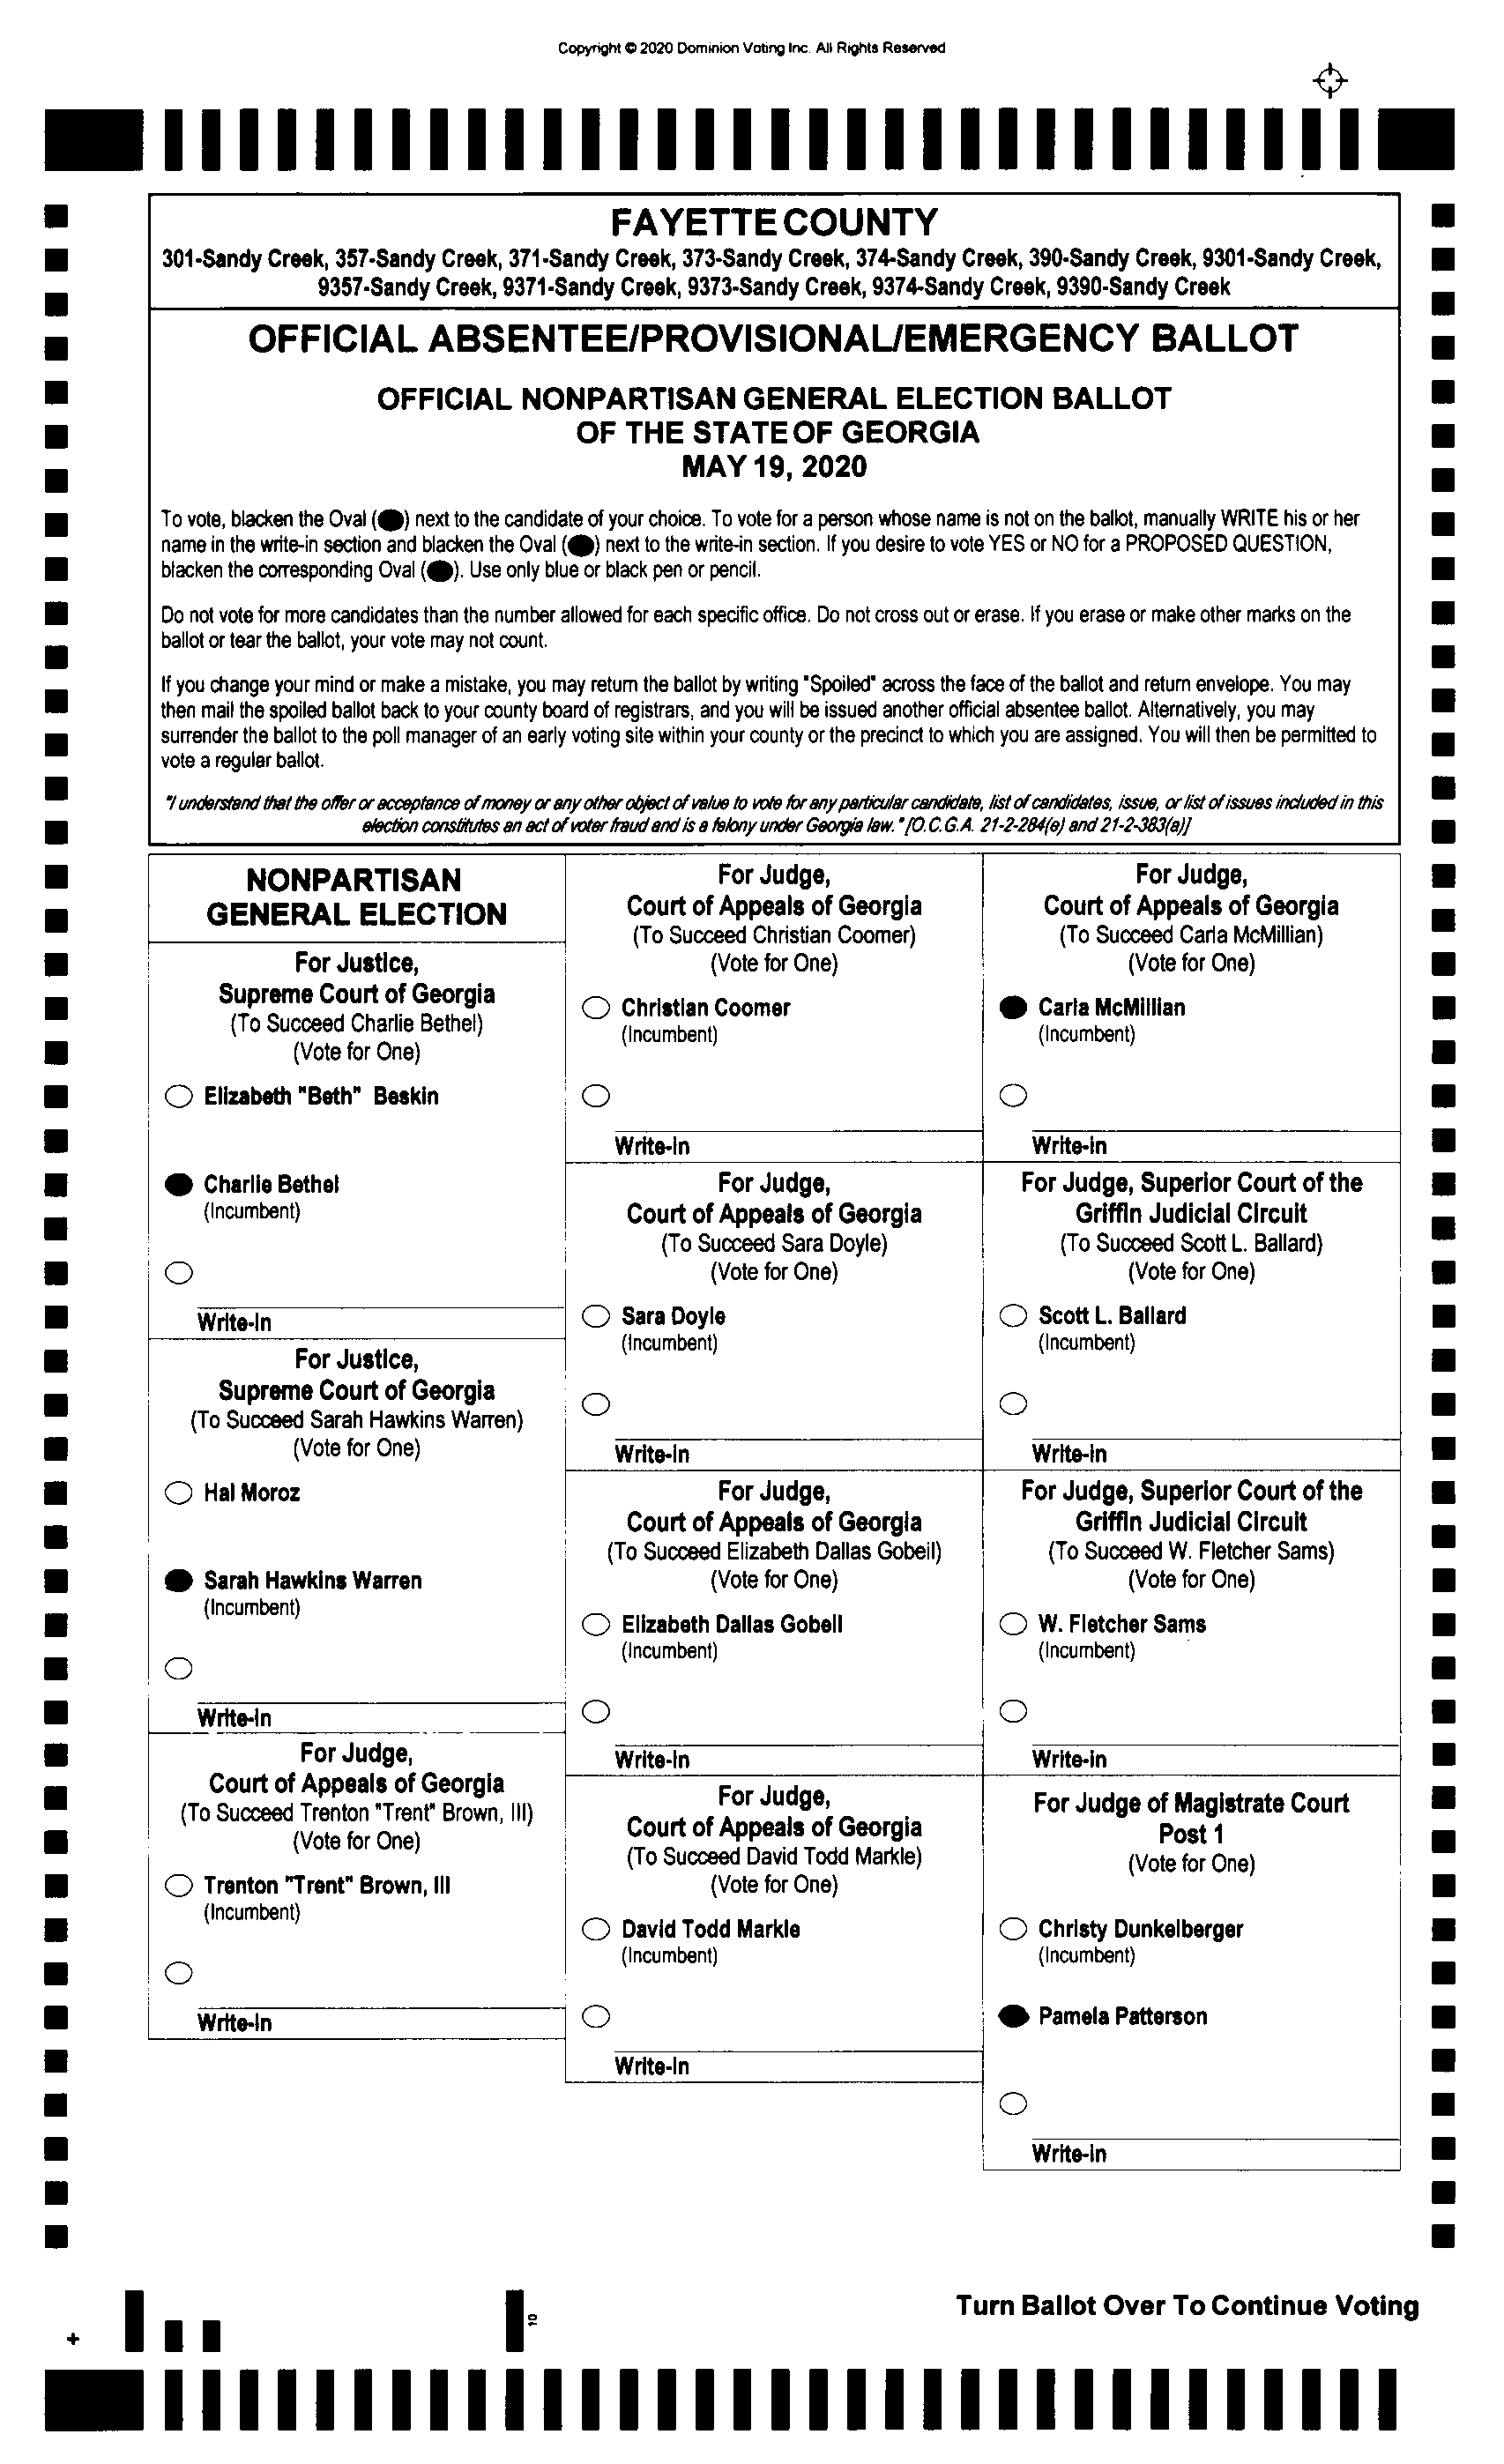 Copyright © 2020 Dominion Voting Inc. All Rights Reserved
FAYETTE COUNTY
301-Sandy Creek, 357-Sandy Creek, 371-Sandy Creek, 373-Sandy Creek, 374-Sandy Creek, 390-Sandy Creek, 9301-Sandy Creek,
9357-Sandy Creek, 9371-Sandy Creek, 9373-Sandy Creek, 9374-Sandy Creek, 9390-Sandy Creek
OFFICIAL ABSENTEE/PROVISIONAL/EMERGENCY BALLOT
OFFICIAL NONPARTISAN GENERAL ELECTION BALLOT
OF THE STATE OF GEORGIA
MAY 19, 2020
To vote, blacken the Oval (●) next to the candidate of your choice. To vote for a person whose name is not on the ballot, manually WRITE his or her
name in the write-in section and blacken the Oval (●) next to the write-in section. If you desire to vote YES or NO for a PROPOSED QUESTION,
blacken the corresponding Oval (●). Use only blue or black pen or pencil.
Do not vote for more candidates than the number allowed for each specific office. Do not cross out or erase. If you erase or make other marks on the
ballot or tear the ballot, your vote may not count.
If you change your mind or make a mistake, you may return the ballot by writing "Spoiled" across the face of the ballot and return envelope. You may
then mail the spoiled ballot back to your county board of registrars, and you will be issued another official absentee ballot. Alternatively, you may
surrender the ballot to the poll manager of an early voting site within your county or the precinct to which you are assigned. You will then be permitted to
vote a regular ballot.
"I understand that the offer or acceptance of money or any other object of value to vote for any particular candidate, list of candidates, issue, or list of issues included in this
election constitutes an act of voter fraud and is a felony under Georgia law." [O.C.G.A. 21-2-284(e) and 21-2-383(a)]
NONPARTISAN
GENERAL ELECTION
For Justice,
Supreme Court of Georgia
(To Succeed Charlie Bethel)
(Vote for One)
Elizabeth "Beth" Beskin
Charlie Bethel
(Incumbent)
Write-in
For Justice,
Supreme Court of Georgia
(To Succeed Sarah Hawkins Warren)
(Vote for One)
Hal Moroz
Sarah Hawkins Warren
(Incumbent)
Write-in
For Judge,
Court of Appeals of Georgia
(To Succeed Trenton "Trent" Brown, III)
(Vote for One)
Trenton "Trent" Brown, III
(Incumbent)
Write-in
For Judge,
Court of Appeals of Georgia
(To Succeed Christian Coomer)
(Vote for One)
Christian Coomer
(Incumbent)
Write-in
For Judge,
Court of Appeals of Georgia
(To Succeed Sara Doyle)
(Vote for One)
Sara Doyle
(Incumbent)
Write-in
For Judge,
Court of Appeals of Georgia
(To Succeed Elizabeth Dallas Gobeil)
(Vote for One)
Elizabeth Dallas Gobeil
(Incumbent)
Write-in
For Judge,
Court of Appeals of Georgia
(To Succeed David Todd Markle)
(Vote for One)
David Todd Markle
(Incumbent)
Write-in
For Judge,
Court of Appeals of Georgia
(To Succeed Carla McMillian)
(Vote for One)
Carla McMillian
(Incumbent)
Write-in
For Judge, Superior Court of the
Griffin Judicial Circuit
(To Succeed Scott L. Ballard)
(Vote for One)
Scott L. Ballard
(Incumbent)
Write-in
For Judge, Superior Court of the
Griffin Judicial Circuit
(To Succeed W. Fletcher Sams)
(Vote for One)
W. Fletcher Sams
(Incumbent)
Write-in
For Judge of Magistrate Court
Post 1
(Vote for One)
Christy Dunkelberger
(Incumbent)
Pamela Patterson
Write-in
Turn Ballot Over To Continue Voting
+
10